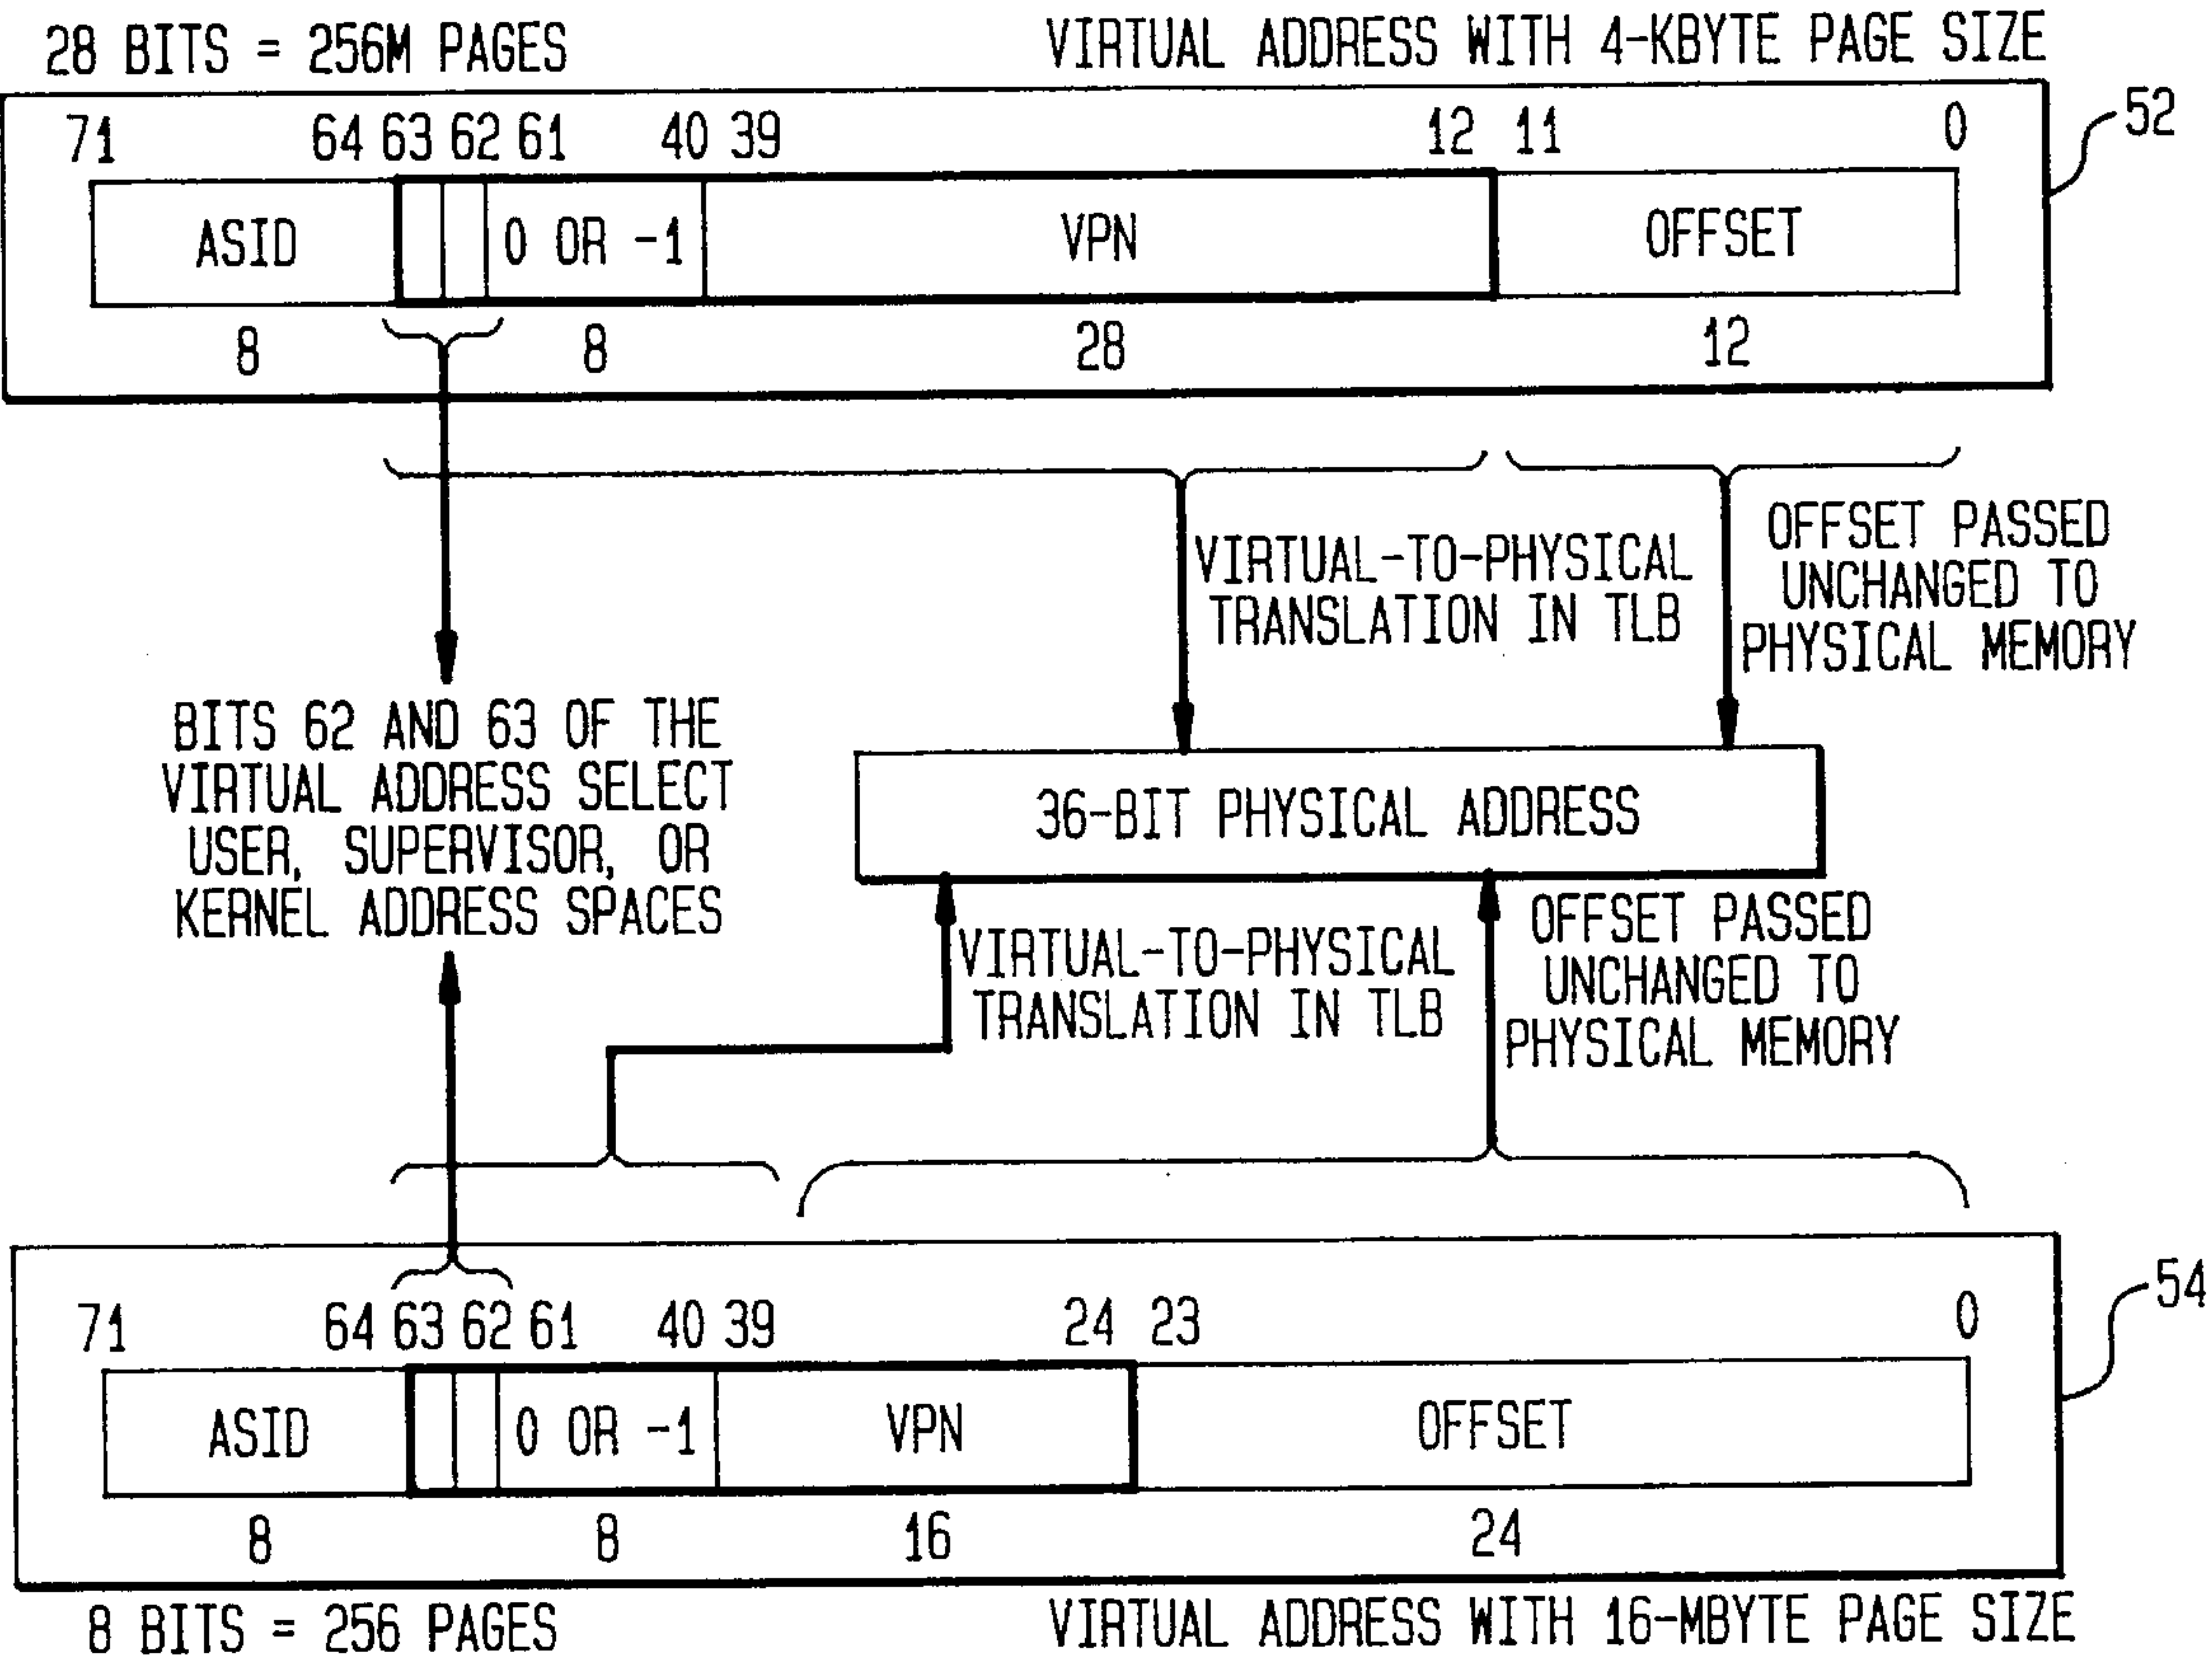 28 BITS = 256M PAGES
VIRTUAL ADDRESS WITH 4-KBYTE PAGE SIZE
71 64 63 62 61 40 39 12 11 0
52
ASID 0 OR -1 VPN OFFSET
8 8 28 12
VIRTUAL-TO-PHYSICAL
TRANSLATION IN TLB
OFFSET PASSED
UNCHANGED TO
PHYSICAL MEMORY
BITS 62 AND 63 OF THE
VIRTUAL ADDRESS SELECT
USER, SUPERVISOR, OR
KERNEL ADDRESS SPACES
36-BIT PHYSICAL ADDRESS
VIRTUAL-TO-PHYSICAL
TRANSLATION IN TLB
OFFSET PASSED
UNCHANGED TO
PHYSICAL MEMORY
71 64 63 62 61 40 39 24 23 0
54
ASID 0 OR -1 VPN OFFSET
8 8 16 24
8 BITS = 256 PAGES
VIRTUAL ADDRESS WITH 16-MBYTE PAGE SIZE